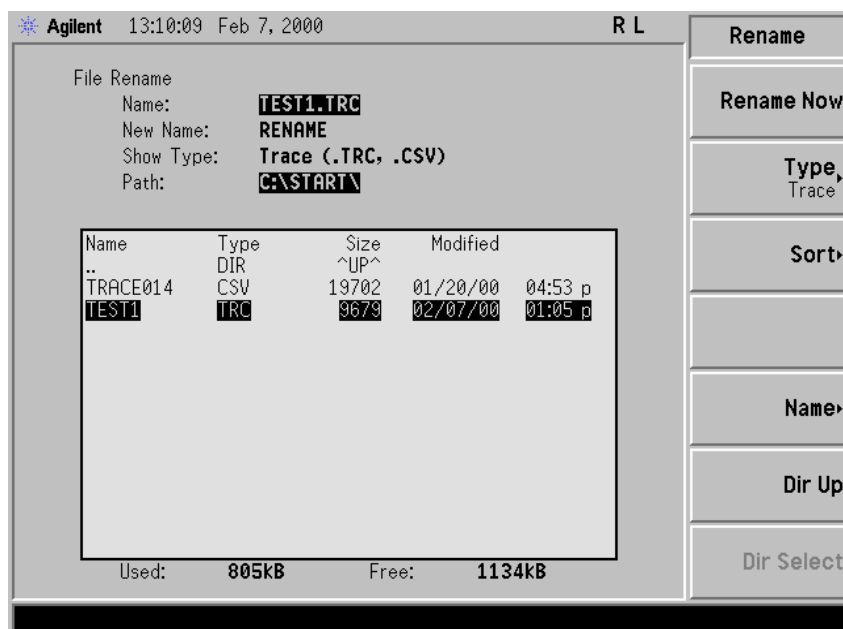 Agilent 13:10:09 Feb 7, 2000 R L
File Rename
Name: TEST1.TRC
New Name: RENAME
Show Type: Trace (.TRC, .CSV)
Path: C:\START\
Name Type Size Modified
.. DIR ^UP^
TRACE014 CSV 19702 01/20/00 04:53 p
TEST1 TRC 9679 02/07/00 01:05 p
Used: 805kB Free: 1134kB
Rename
Rename Now
Type
Trace
Sort
Name
Dir Up
Dir Select